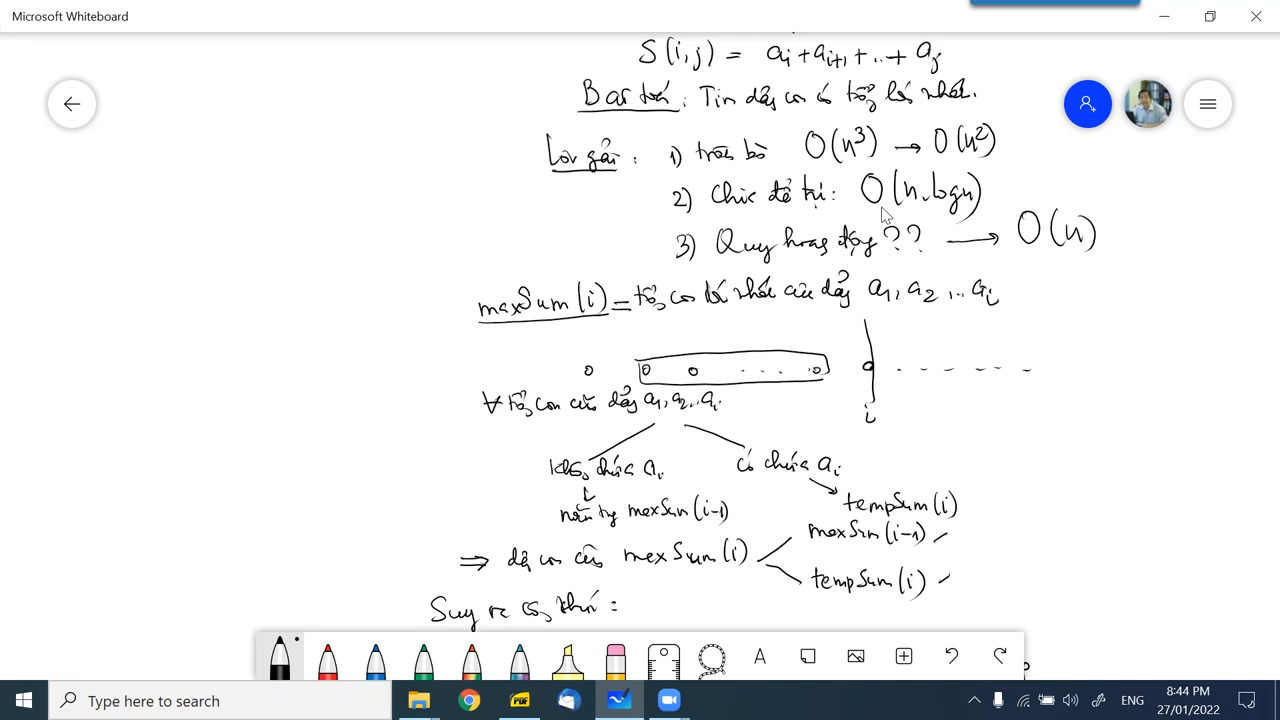 Microsoft Whiteboard
S(i,j) = ai + ai+1 + ... + aj
Bài toán: Tìm dãy con có tổng lớn nhất.
Lời giải: 1) trâu bò O(n3) → O(n2)
2) Chia để trị: O(n.logn)
3) Quy hoạch động ?? → O(n)
maxSum(i) = tổng con lớn nhất của dãy a1, a2 ... ai
i
∀ tổng con của dãy a1, a2 .. ai
không chứa ai
có chứa ai
nằm trong maxSum(i-1)
tempSum(i)
⇒ dãy con của maxSum(i)
maxSum(i-1)
tempSum(i)
Suy ra công thức :
A
Type here to search
PDF
ENG
8:44 PM
27/01/2022